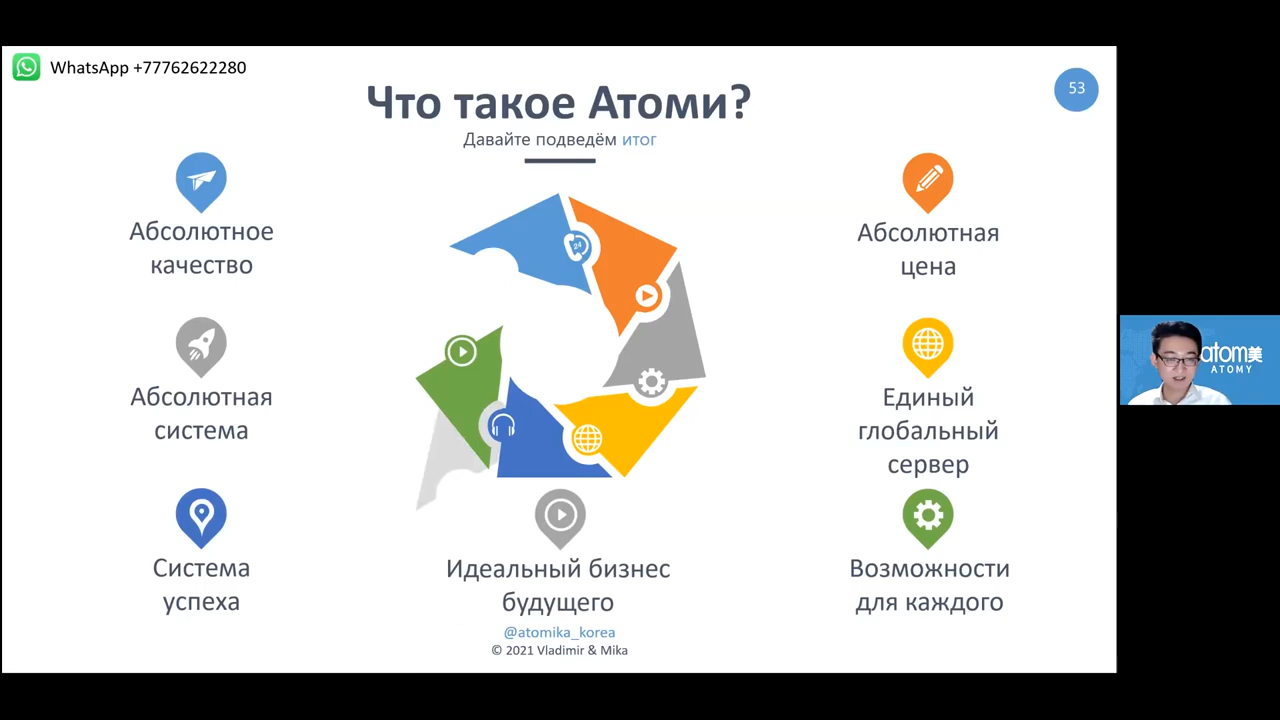 WhatsApp +77762622280
Что такое Атоми?
53
Давайте подведём итог
Абсолютное
качество
Абсолютная
цена
24
Абсолютная
система
Единый
глобальный
сервер
atom美
ATOMY
Система
успеха
Идеальный бизнес
будущего
Возможности
для каждого
@atomika_korea
© 2021 Vladimir & Mika